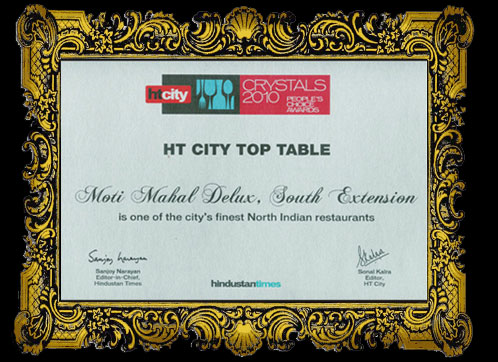 htcity
CRYSTALS
2010 PEOPLE'S
CHOICE
AWARDS
HT CITY TOP TABLE
Moti Mahal Delux, South Extension
is one of the city's finest North Indian restaurants
Sanjoy Narayan
Sanjoy Narayan
Editor-in-Chief,
Hindustan Times
Sonal Kalra
Editor,
HT City
hindustantimes